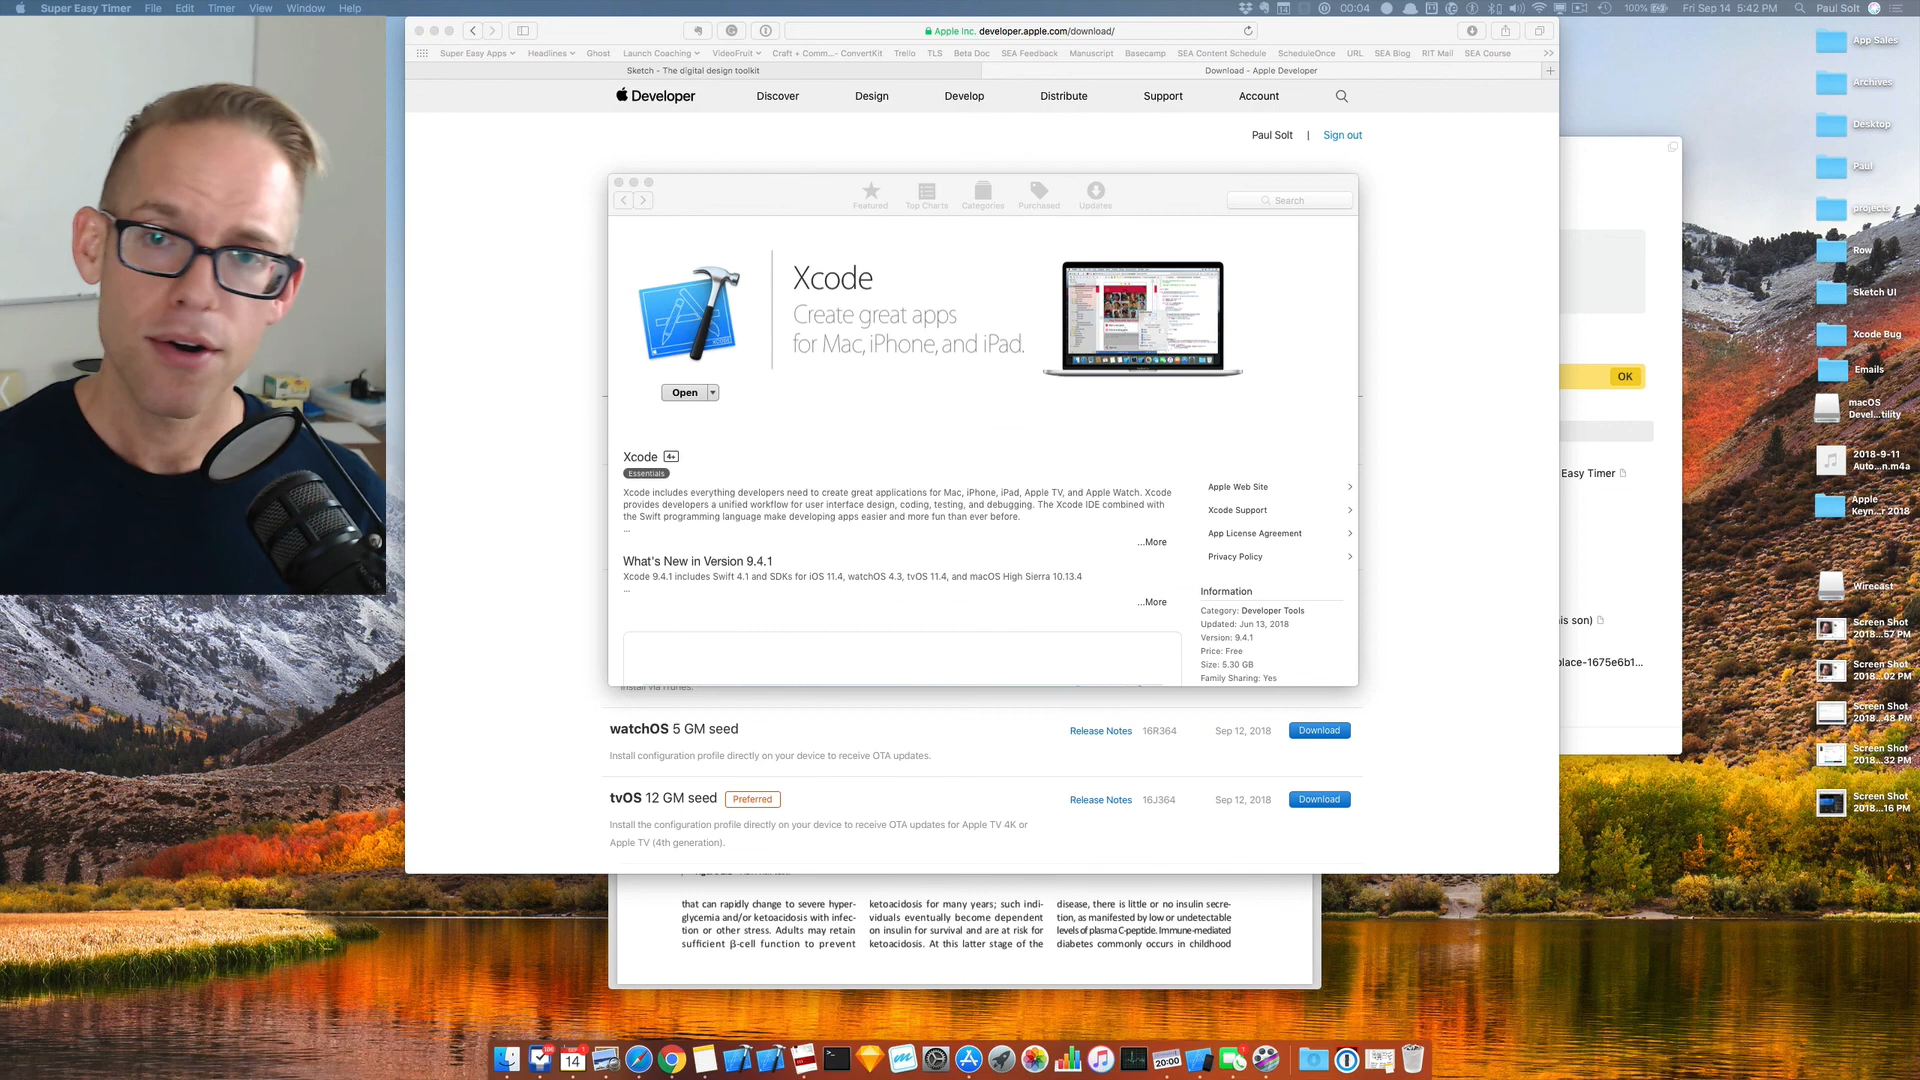 Super Easy Timer File Edit Timer View Window Help
00:04 100% Fri Sep 14 5:42 PM Paul Solt
Apple Inc. developer.apple.com/download/
Super Easy Apps Headlines Ghost Launch Coaching VideoFruit Craft + Comm...- ConvertKit Trello TLS Beta Doc SEA Feedback Manuscript Basecamp SEA Content Schedule ScheduleOnce URL SEA Blog RIT Mail SEA Course
Sketch - The digital design toolkit
Download - Apple Developer
Developer Discover Design Develop Distribute Support Account
Paul Solt | Sign out
Featured Top Charts Categories Purchased Updates
Search
Xcode
Create great apps
for Mac, iPhone, and iPad.
Open
Xcode 4+
Essentials
Xcode includes everything developers need to create great applications for Mac, iPhone, iPad, Apple TV, and Apple Watch. Xcode
provides developers a unified workflow for user interface design, coding, testing, and debugging. The Xcode IDE combined with
the Swift programming language make developing apps easier and more fun than ever before.
...
...More
What's New in Version 9.4.1
Xcode 9.4.1 includes Swift 4.1 and SDKs for iOS 11.4, watchOS 4.3, tvOS 11.4, and macOS High Sierra 10.13.4
...
...More
Apple Web Site
Xcode Support
App License Agreement
Privacy Policy
Information
Category: Developer Tools
Updated: Jun 13, 2018
Version: 9.4.1
Price: Free
Size: 5.30 GB
Family Sharing: Yes
Install via iTunes.
watchOS 5 GM seed Release Notes 16R364 Sep 12, 2018 Download
Install configuration profile directly on your device to receive OTA updates.
tvOS 12 GM seed Preferred Release Notes 16J364 Sep 12, 2018 Download
Install the configuration profile directly on your device to receive OTA updates for Apple TV 4K or
Apple TV (4th generation).
that can rapidly change to severe hyper-
glycemia and/or ketoacidosis with infec-
tion or other stress. Adults may retain
sufficient β-cell function to prevent
ketoacidosis for many years; such indi-
viduals eventually become dependent
on insulin for survival and are at risk for
ketoacidosis. At this latter stage of the
disease, there is little or no insulin secre-
tion, as manifested by low or undetectable
levels of plasma C-peptide. Immune-mediated
diabetes commonly occurs in childhood
OK
Easy Timer
is son)
place-1675e6b1...
App Sales
Archives
Desktop
Paul
projects
Row
Sketch UI
Xcode Bug
Emails
macOS
Devel...tility
2018-9-11
Auto...n.m4a
Apple
Keyn...r 2018
Wirecast
Screen Shot
2018...57 PM
Screen Shot
2018...02 PM
Screen Shot
2018...48 PM
Screen Shot
2018...32 PM
Screen Shot
2018...16 PM
14
20:00